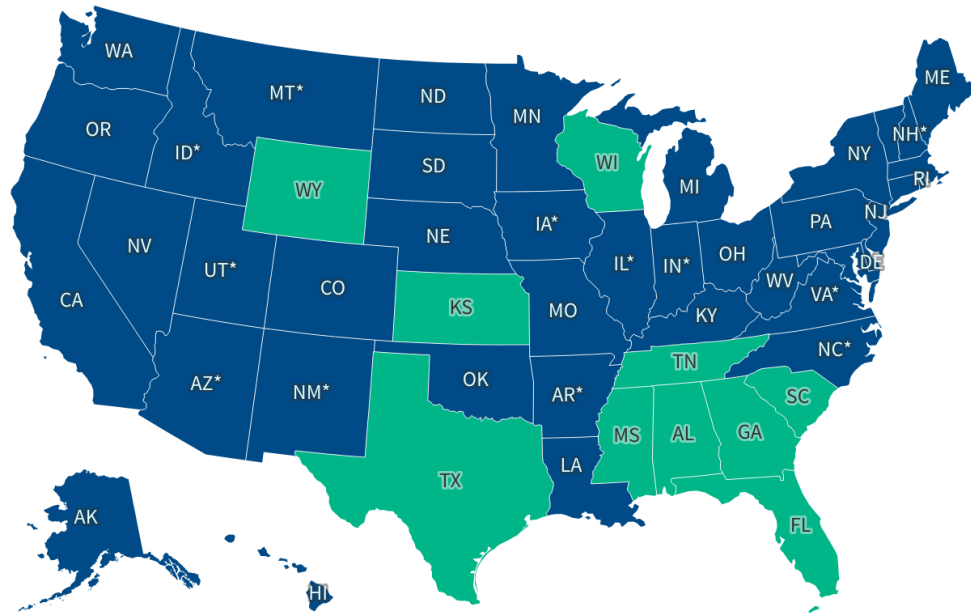 WA
MT*
ND
MN
ME
OR
ID*
SD
WI
MI
NY
NH*
RI
WY
NE
IA*
PA
NJ
NV
UT*
CO
IL*
IN*
OH
DE
CA
KS
MO
WV
VA*
KY
NC*
AZ*
NM*
OK
AR*
TN
SC
MS
AL
GA
LA
TX
FL
AK
HI